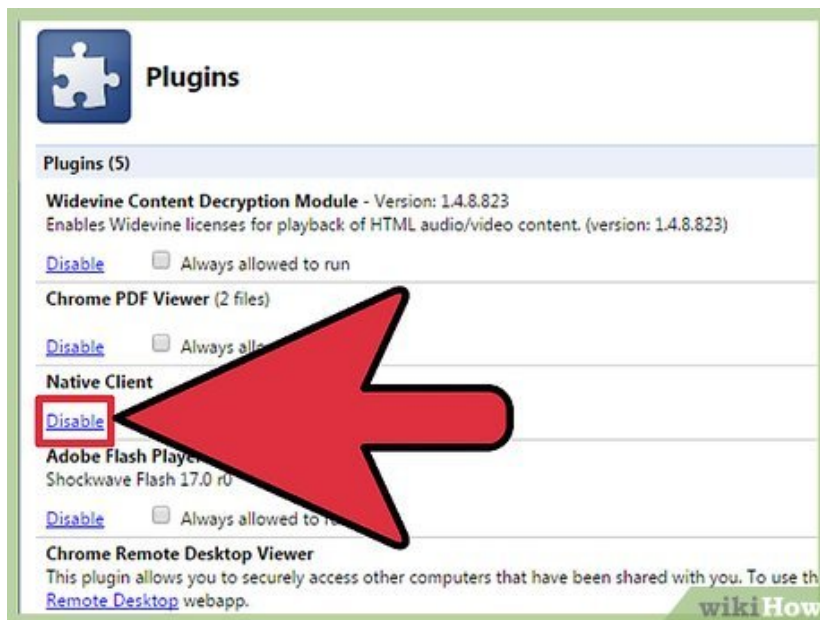 Plugins
Plugins (5)
Widevine Content Decryption Module - Version: 1.4.8.823
Enables Widevine licenses for playback of HTML audio/video content. (version: 1.4.8.823)
Disable Always allowed to run
Chrome PDF Viewer (2 files)
Disable Always
Native Client
Disable
Adobe Flash Player
Shockwave Flash 17.0 r0
Disable Always allowed to
Chrome Remote Desktop Viewer
This plugin allows you to securely access other computers that have been shared with you. To use
Remote Desktop webapp.
wikiHow